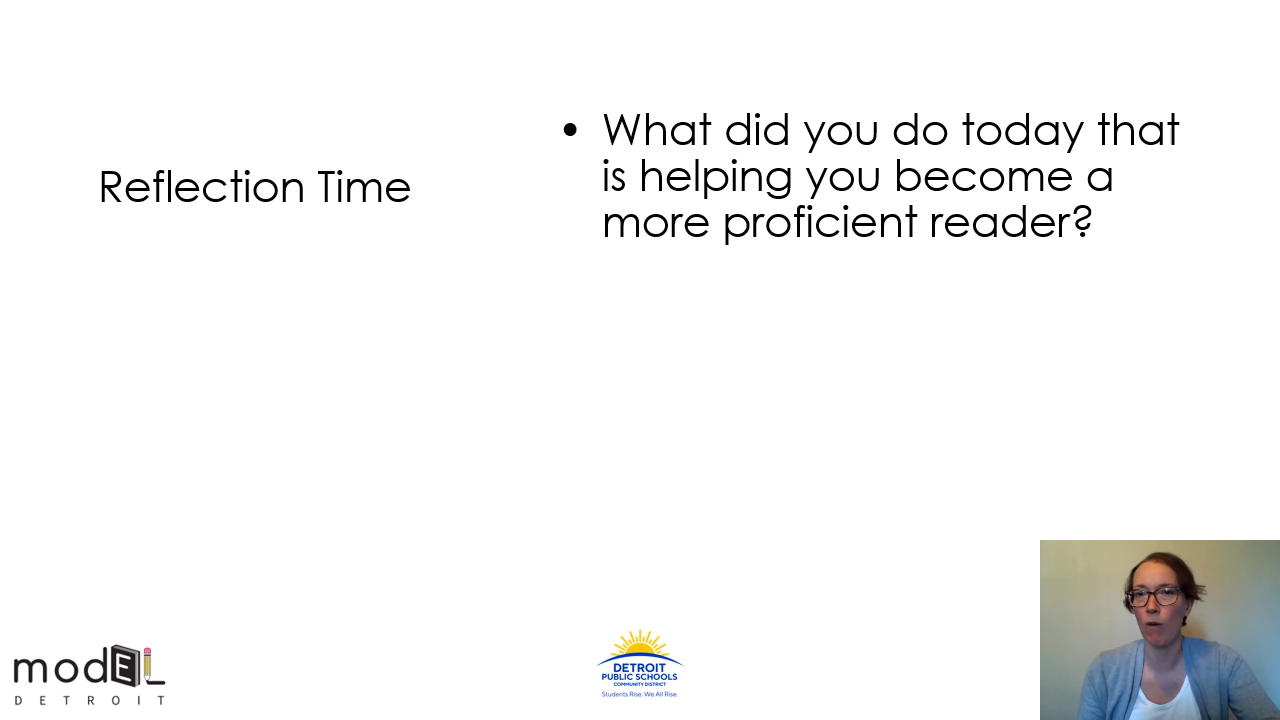 Reflection Time
• What did you do today that
is helping you become a
more proficient reader?
modEL
DETROIT
DETROIT
PUBLIC SCHOOLS
COMMUNITY DISTRICT
Students Rise. We All Rise.